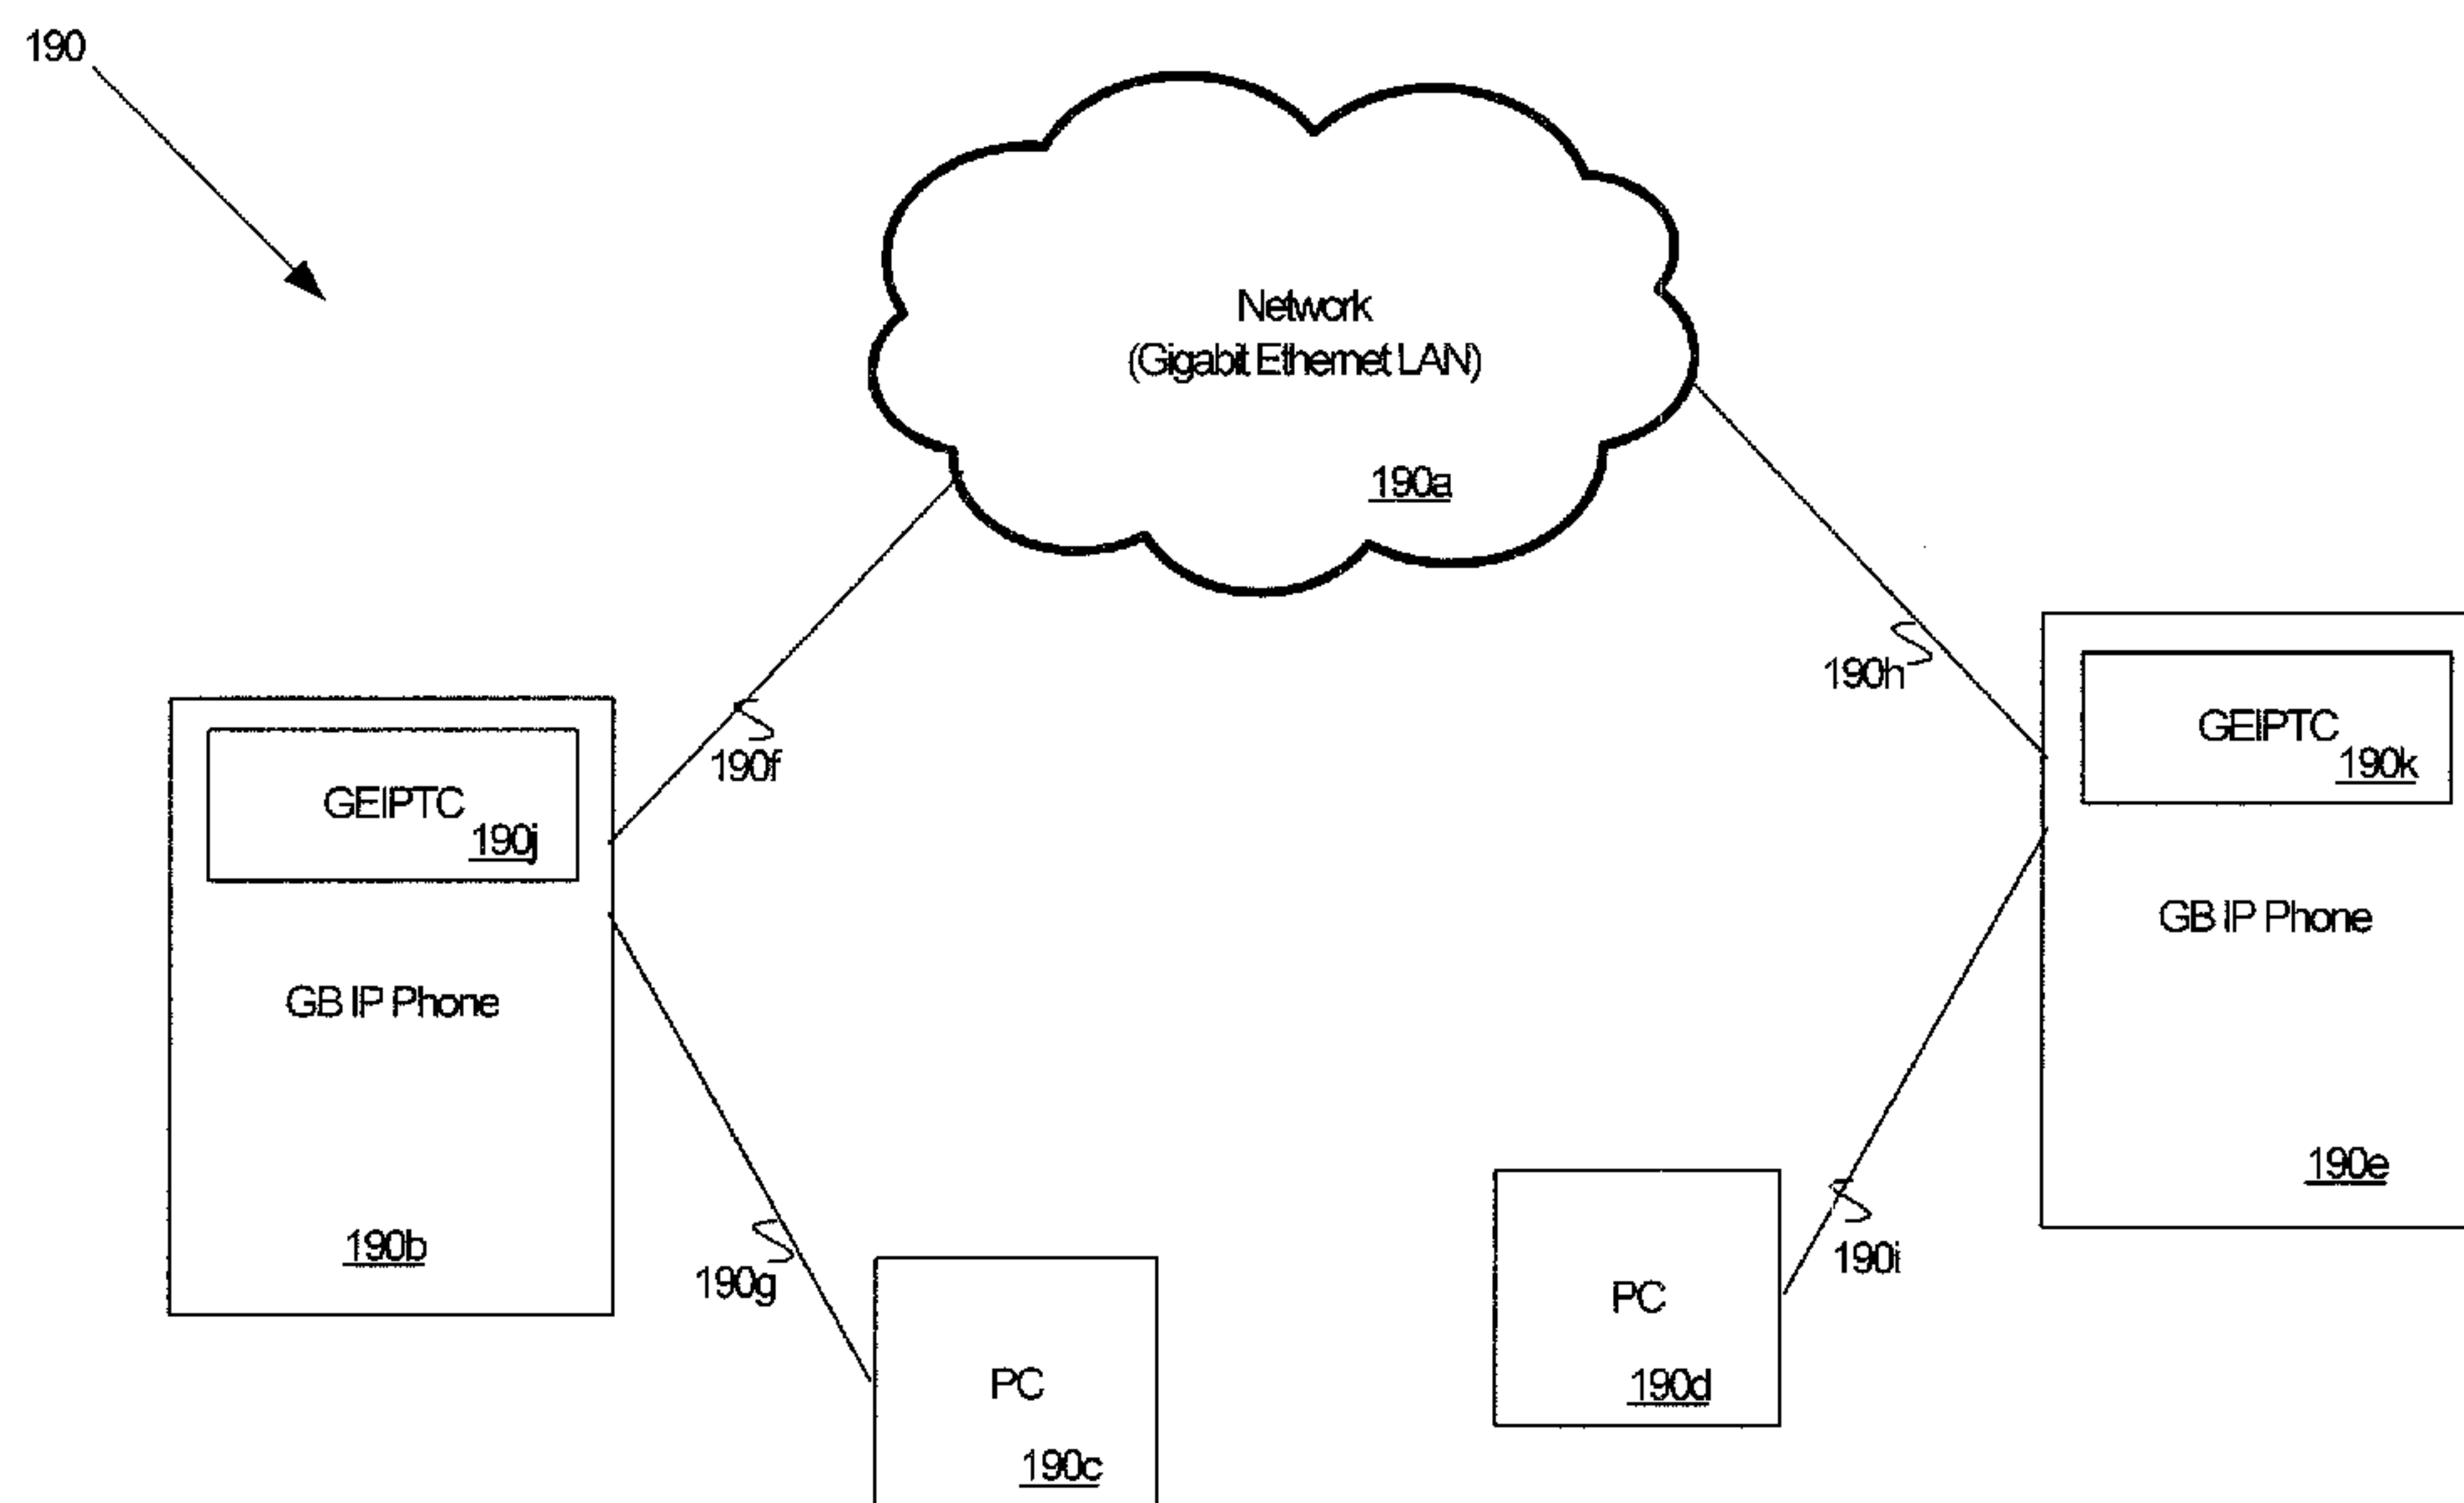 190
Network
(Gigabit Ethernet LAN)
190a
190h
GEIPTC
190k
190f
GEIPTC
190j
GB IP Phone
GB IP Phone
190e
190b
190g
190i
PC
190d
PC
190c